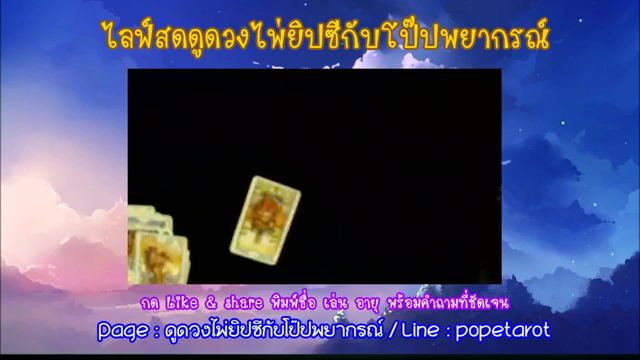 ไลฟ์สดดูดวงไพ่ยิปซีกับโป๊ปพยากรณ์
กด Like & share พิมพ์ชื่อ เล่น อายุ พร้อมคำถามที่ชัดเจน
Page : ดูดวงไพ่ยิปซีกับโป๊ปพยากรณ์ / Line : popetarot